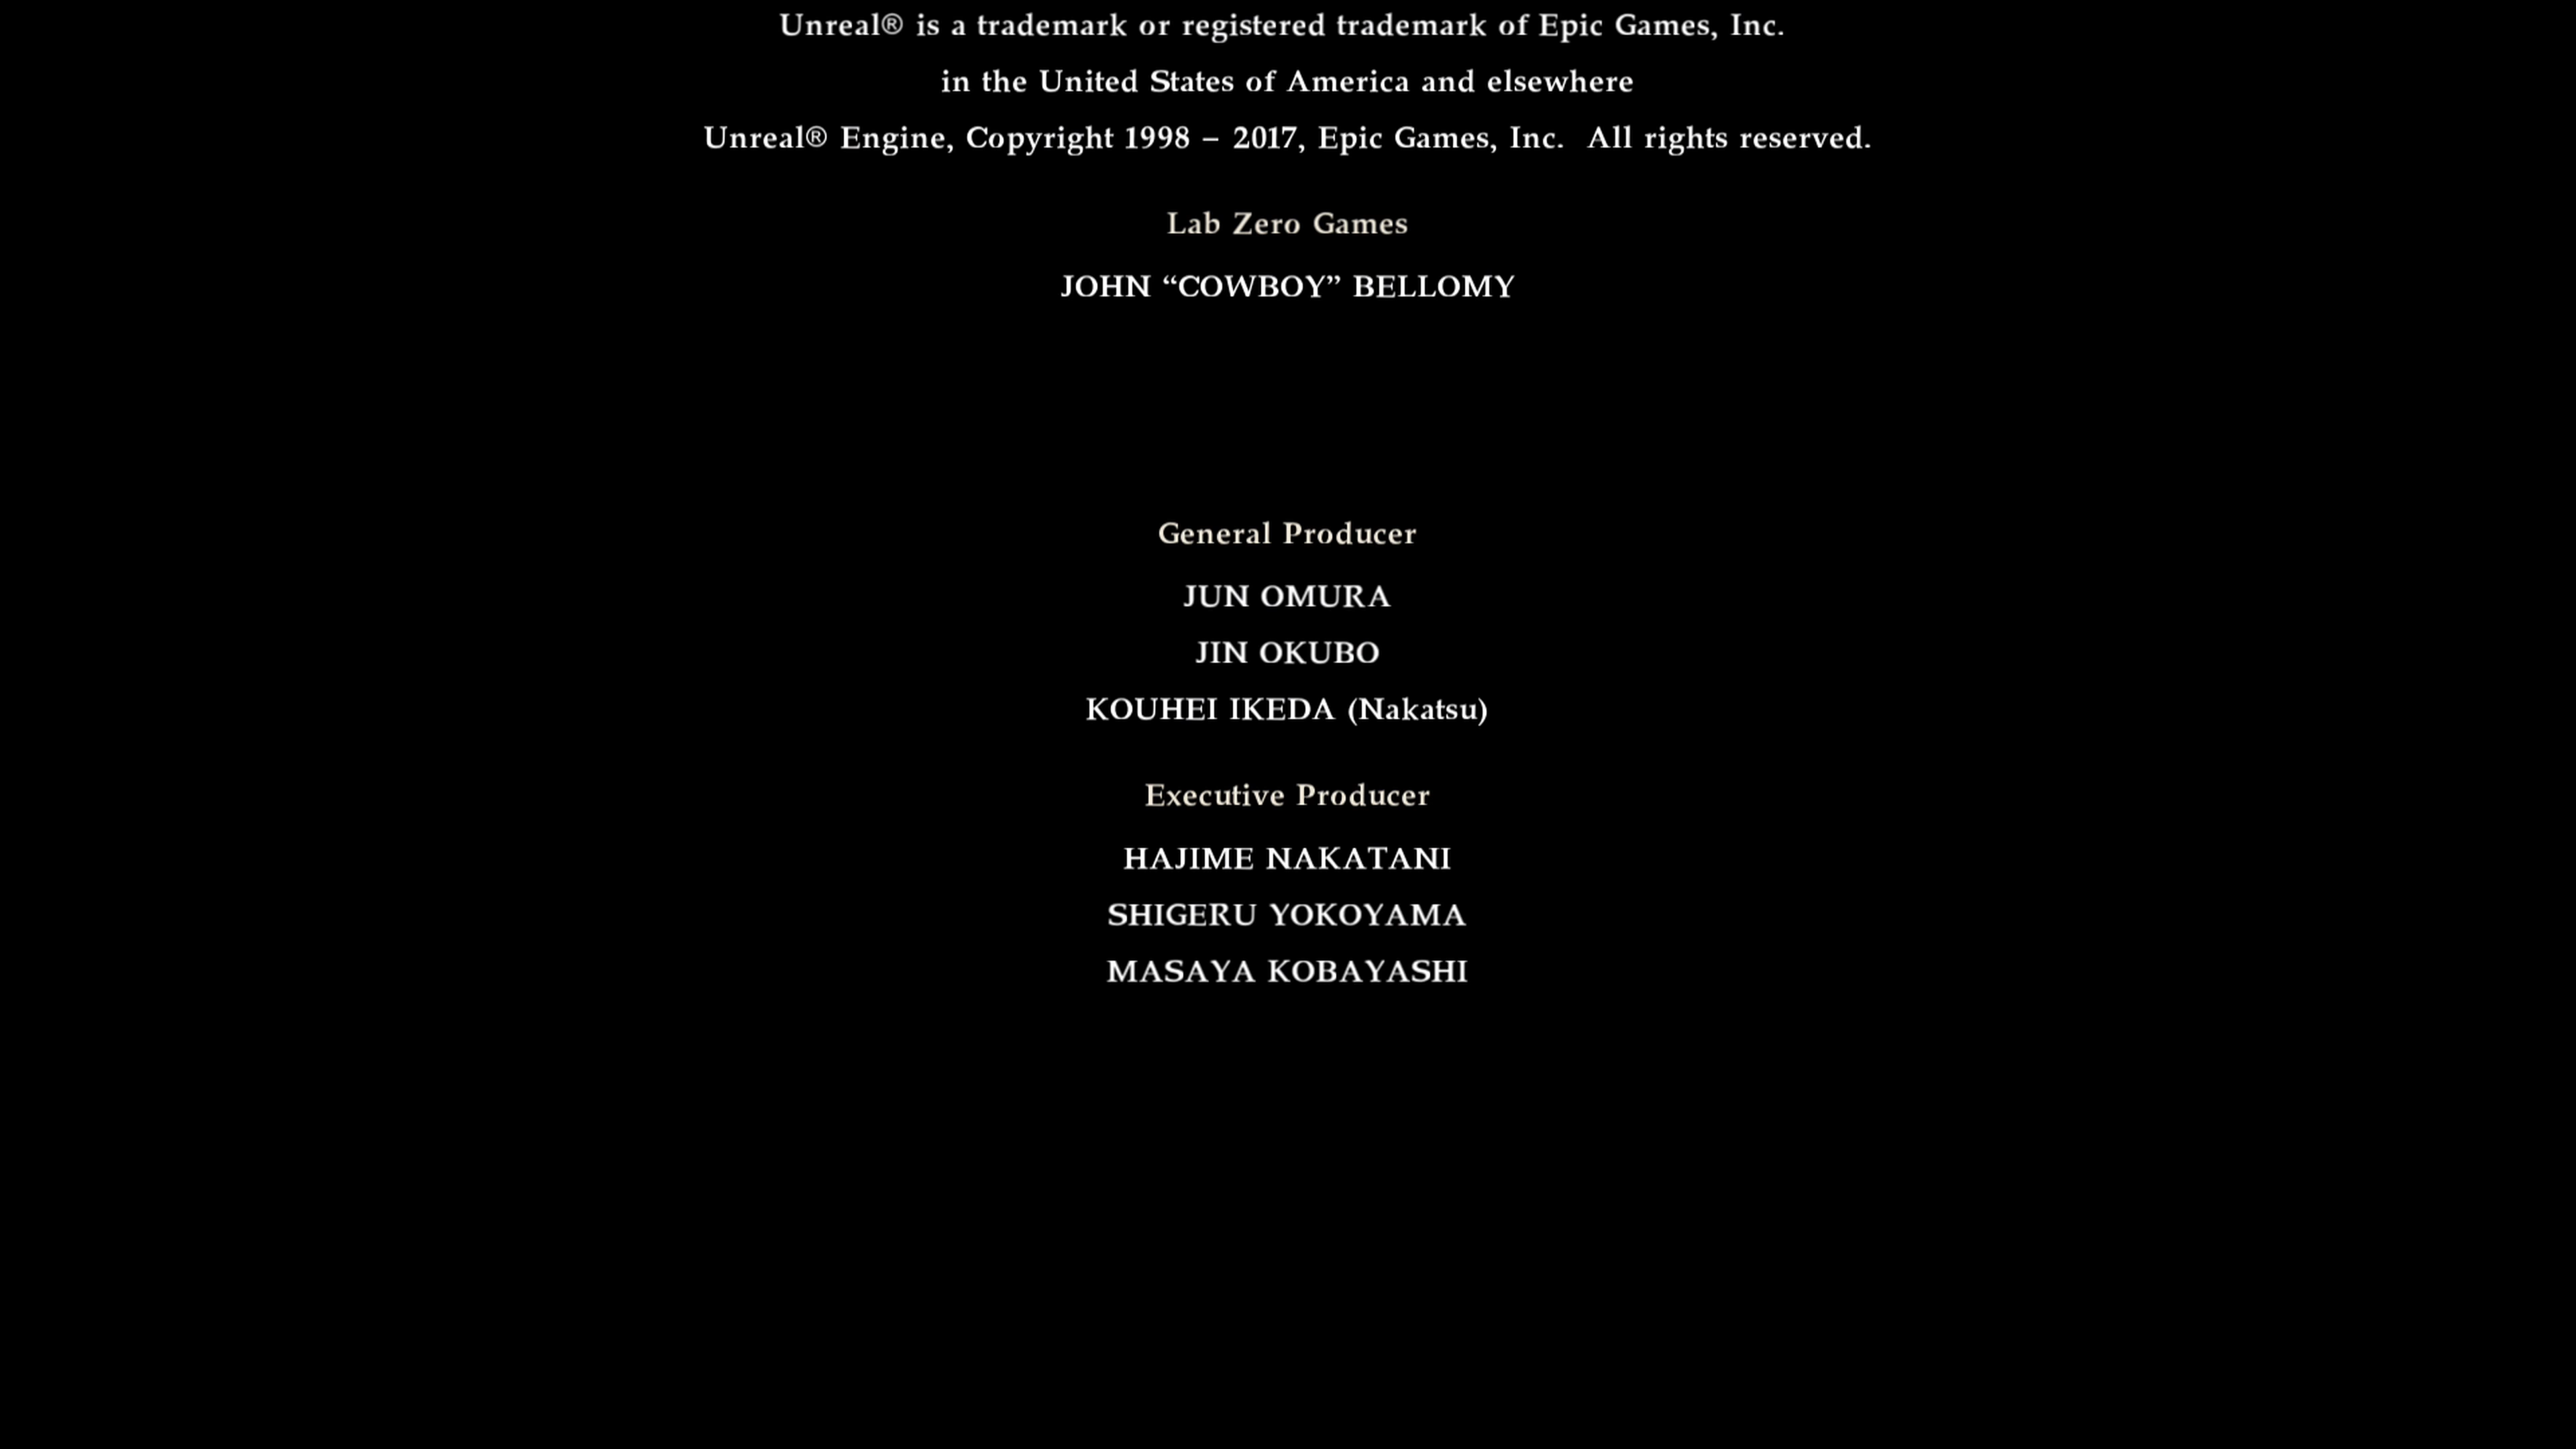 Unreal® is a trademark or registered trademark of Epic Games, Inc.
in the United States of America and elsewhere
Unreal® Engine, Copyright 1998 – 2017, Epic Games, Inc.  All rights reserved.
Lab Zero Games
JOHN “COWBOY” BELLOMY
General Producer
JUN OMURA
JIN OKUBO
KOUHEI IKEDA (Nakatsu)
Executive Producer
HAJIME NAKATANI
SHIGERU YOKOYAMA
MASAYA KOBAYASHI